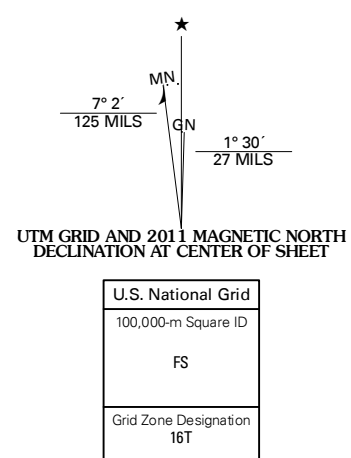 ★
MN.
7° 2´
125 MILS
GN
1° 30´
27 MILS
UTM GRID AND 2011 MAGNETIC NORTH
DECLINATION AT CENTER OF SHEET
U.S. National Grid
100,000-m Square ID
FS
Grid Zone Designation
16T